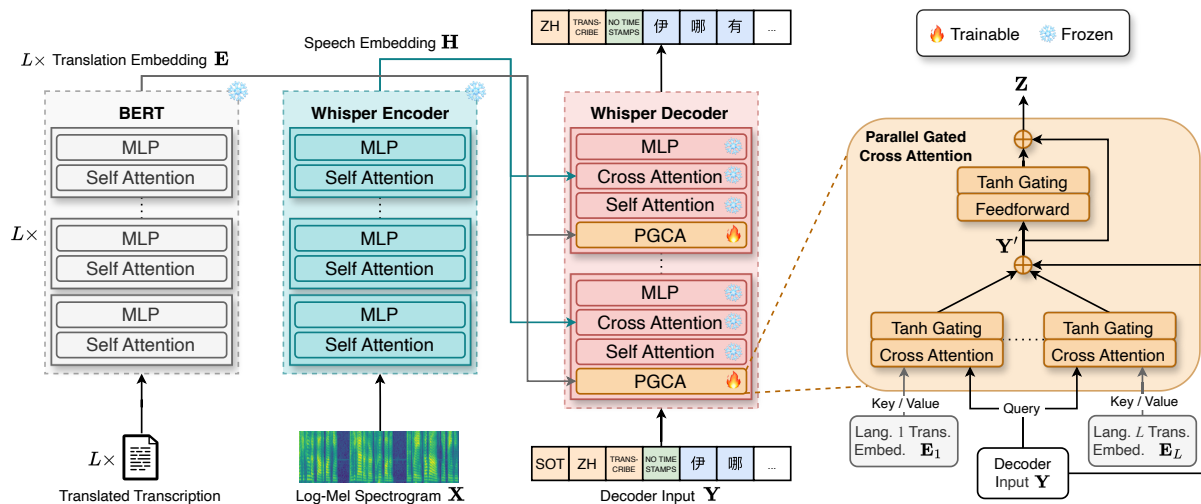 ZH
TRANS-
CRIBE
NO TIME
STAMPS
伊
哪
有
...
Trainable
Frozen
Speech Embedding H
L× Translation Embedding E
BERT
MLP
Self Attention
MLP
Self Attention
MLP
Self Attention
L×
Whisper Encoder
MLP
Self Attention
MLP
Self Attention
MLP
Self Attention
Whisper Decoder
MLP
Cross Attention
Self Attention
PGCA
MLP
Cross Attention
Self Attention
PGCA
Z
Parallel Gated
Cross Attention
Tanh Gating
Feedforward
Y′
Tanh Gating
Cross Attention
Tanh Gating
Cross Attention
Key / Value
Query
Key / Value
Lang. 1 Trans.
Embed. E1
Lang. L Trans.
Embed. EL
Decoder
Input Y
L×
Translated Transcription
Log-Mel Spectrogram X
SOT
ZH
TRANS-
CRIBE
NO TIME
STAMPS
伊
哪
...
Decoder Input Y